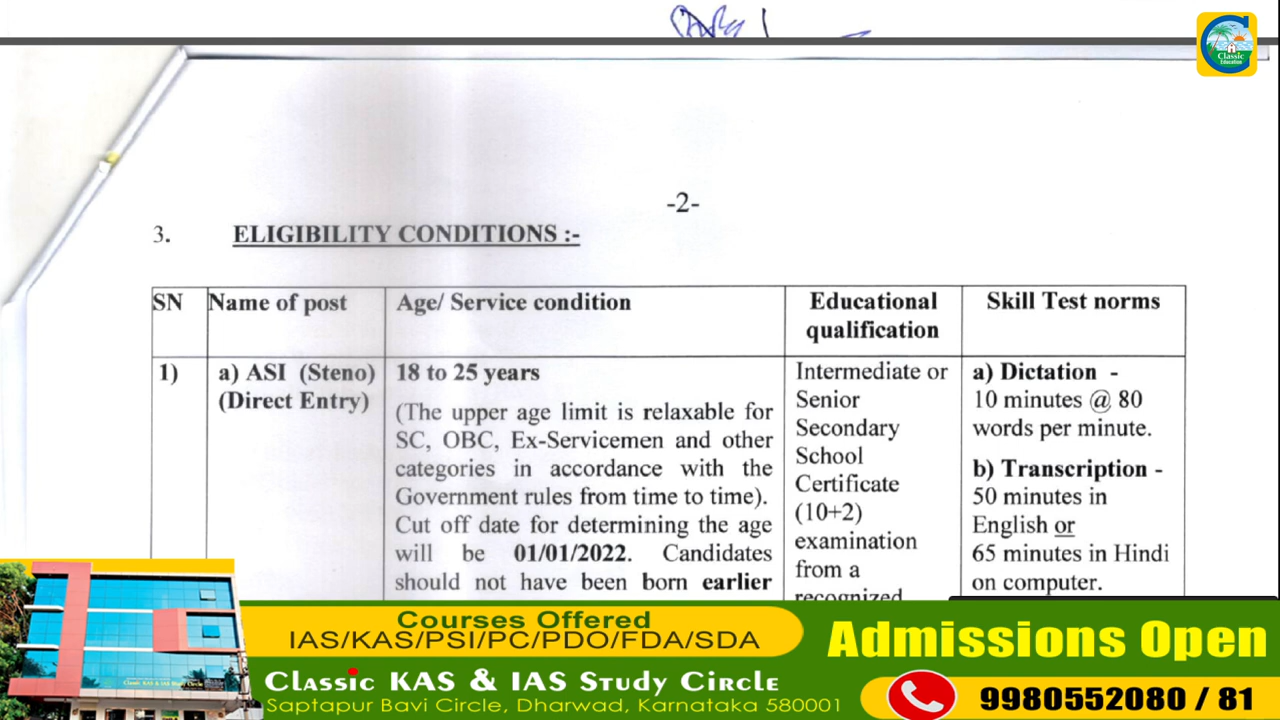 Classic
Education
-2-
3. ELIGIBILITY CONDITIONS :-
SN Name of post Age/ Service condition Educational qualification Skill Test norms
1) a) ASI (Steno) (Direct Entry)
18 to 25 years
(The upper age limit is relaxable for
SC, OBC, Ex-Servicemen and other
categories in accordance with the
Government rules from time to time).
Cut off date for determining the age
will be 01/01/2022. Candidates
should not have been born earlier
Intermediate or
Senior
Secondary
School
Certificate
(10+2)
examination
from a
recognized
a) Dictation -
10 minutes @ 80
words per minute.
b) Transcription -
50 minutes in
English or
65 minutes in Hindi
on computer.
Courses Offered
IAS/KAS/PSI/PC/PDO/FDA/SDA
Classic KAS & IAS Study Circle
Saptapur Bavi Circle, Dharwad, Karnataka 580001
Admissions Open
9980552080 / 81